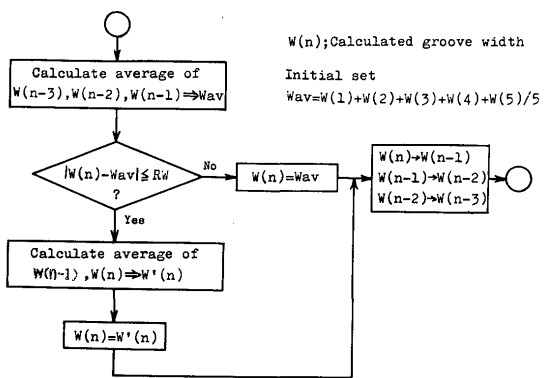 W(n);Calculated groove width
Initial set
Wav=W(1)+W(2)+W(3)+W(4)+W(5)/5
Calculate average of
W(n-3),W(n-2),W(n-1)⇒Wav
|W(n)-Wav|≦RW
?
No
W(n)=Wav
W(n)→W(n-1)
W(n-1)→W(n-2)
W(n-2)→W(n-3)
Yes
Calculate average of
W(n-1),W(n)⇒W'(n)
W(n)=W'(n)